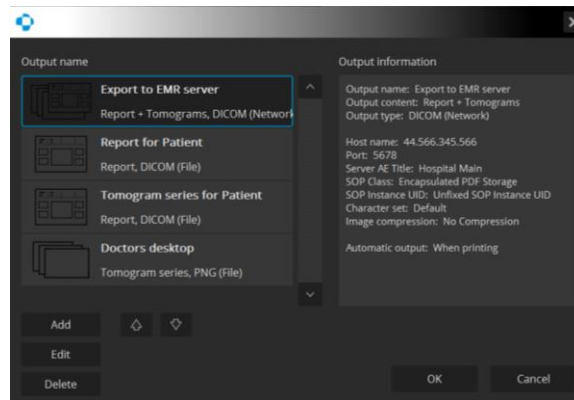 Output name
Export to EMR server
Report + Tomograms, DICOM (Network
Report for Patient
Report, DICOM (File)
Tomogram series for Patient
Report, DICOM (File)
Doctors desktop
Tomogram series, PNG (File)
Add
Edit
Delete
Output information
Output name: Export to EMR server
Output content: Report + Tomograms
Output type: DICOM (Network)
Host name: 44.566.345.566
Port: 5678
Server AE Title: Hospital Main
SOP Class: Encapsulated PDF Storage
SOP Instance UID: Unfixed SOP Instance UID
Character set: Default
Image compression: No Compression
Automatic output: When printing
OK
Cancel